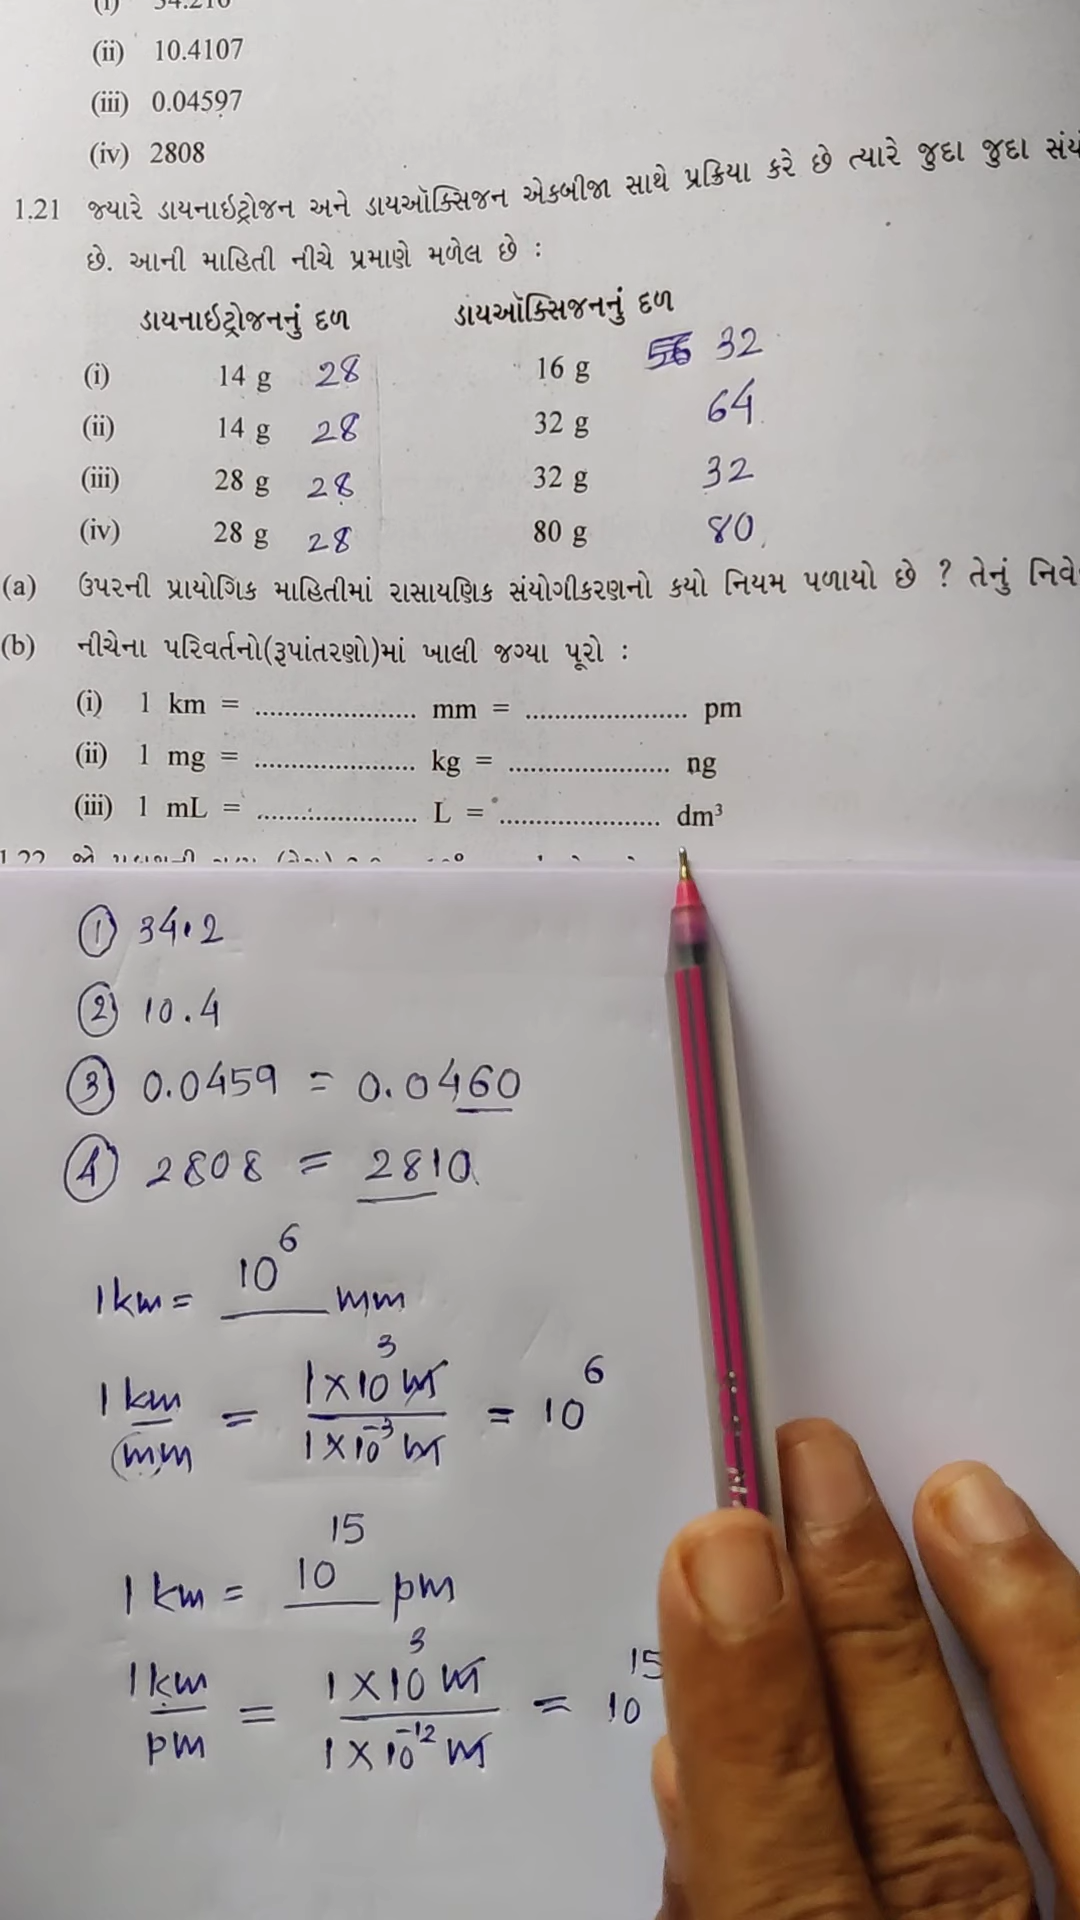 (ii) 10.4107
(iii) 0.04597
(iv) 2808
1.21 જ્યારે ડાયનાઇટ્રોજન અને ડાયઑક્સિજન એકબીજા સાથે પ્રક્રિયા કરે છે ત્યારે જુદા જુદા
છે. આની માહિતી નીચે પ્રમાણે મળેલ છે :
ડાયનાઇટ્રોજનનું દળ ડાયઑક્સિજનનું દળ
(i) 14 g 28 16 g 32
(ii) 14 g 28 32 g 64
(iii) 28 g 28 32 g 32
(iv) 28 g 28 80 g 80
(a) ઉપરની પ્રાયોગિક માહિતીમાં રાસાયણિક સંયોગીકરણનો કયો નિયમ પળાયો છે ? તેનું
(b) નીચેના પરિવર્તનો(રૂપાંતરણો)માં ખાલી જગ્યા પૂરો :
(i) 1 km = ..................... mm = ..................... pm
(ii) 1 mg = ..................... kg = ..................... ng
(iii) 1 mL = ..................... L = ..................... dm³
① 34.2
② 10.4
③ 0.0459 = 0.0460
④ 2808 = 2810
1 km = 10⁶ mm
1 km / mm = 1 × 10³ m / 1 × 10⁻³ m = 10⁶
1 km = 10¹⁵ pm
1 km / pm = 1 × 10³ m / 1 × 10⁻¹² m = 10¹⁵